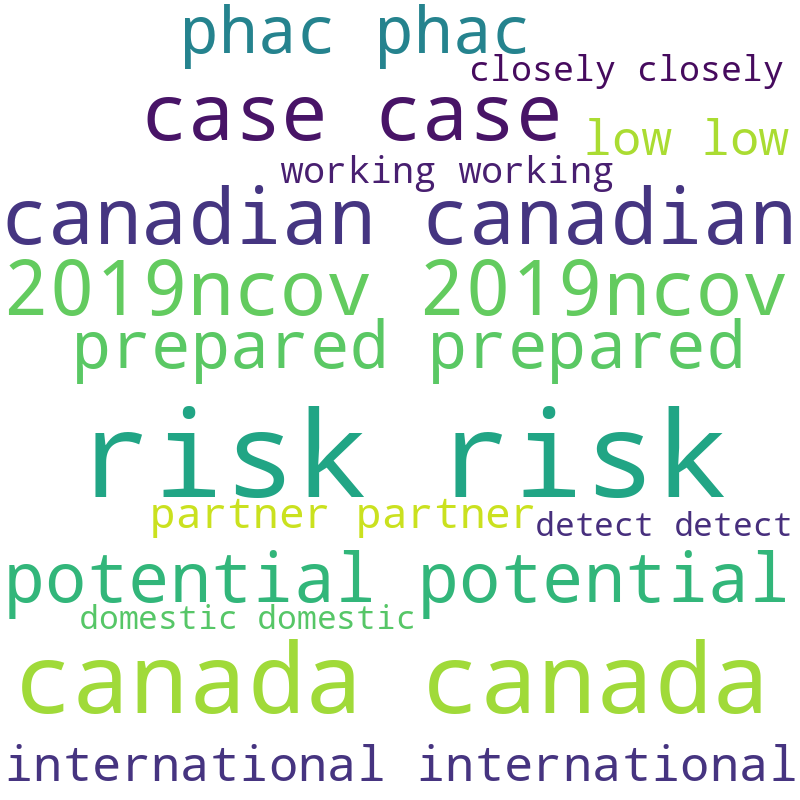 phac phac
closely closely
case case
low low
working working
canadian canadian
2019ncov 2019ncov
prepared prepared
risk risk
partner partner
detect detect
potential potential
domestic domestic
canada canada
international international